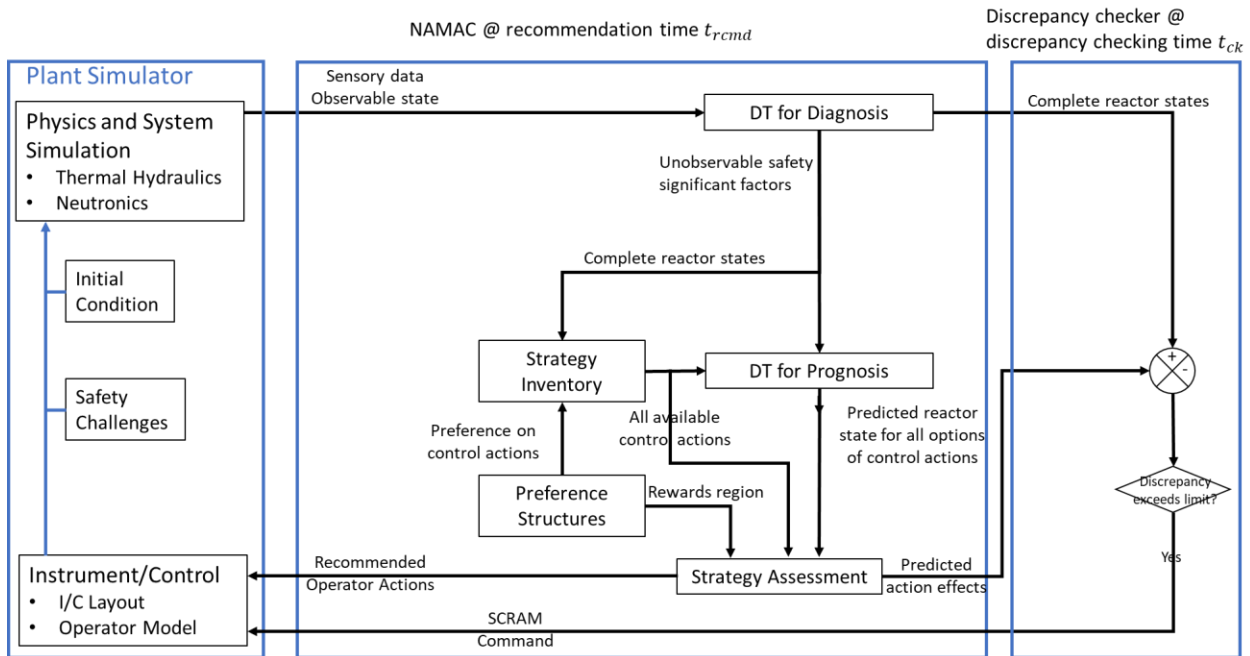 NAMAC @ recommendation time t_rcmd
Discrepancy checker @
discrepancy checking time t_ck
Plant Simulator
Physics and System
Simulation
• Thermal Hydraulics
• Neutronics
Initial
Condition
Safety
Challenges
Instrument/Control
• I/C Layout
• Operator Model
Sensory data
Observable state
DT for Diagnosis
Complete reactor states
Unobservable safety
significant factors
Complete reactor states
Strategy
Inventory
DT for Prognosis
Preference on
control actions
All available
control actions
Predicted reactor
state for all options
of control actions
Preference
Structures
Rewards region
Recommended
Operator Actions
Strategy Assessment
Predicted
action effects
SCRAM
Command
+
-
Discrepancy
exceeds limit?
Yes